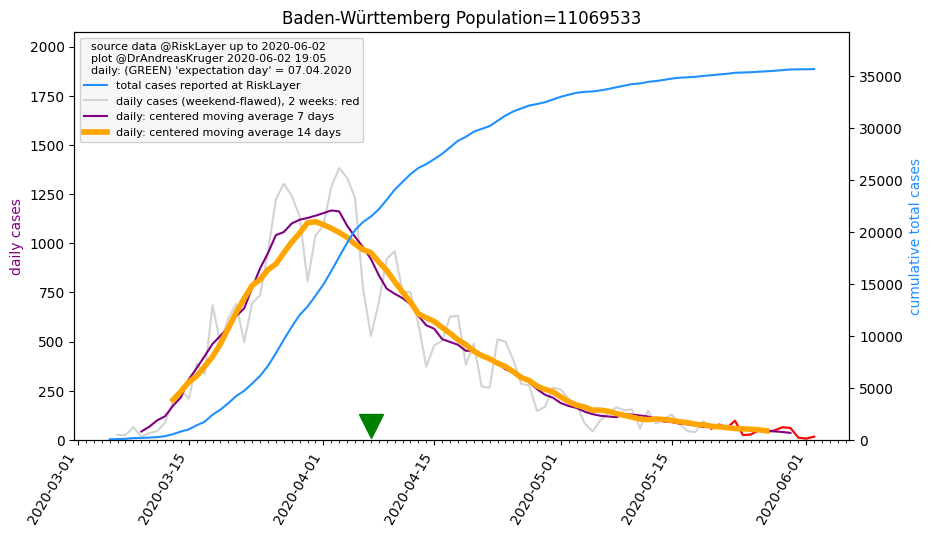 Baden-Württemberg Population=11069533
source data @RiskLayer up to 2020-06-02
plot @DrAndreasKruger 2020-06-02 19:05
daily: (GREEN) 'expectation day' = 07.04.2020
total cases reported at RiskLayer
daily cases (weekend-flawed), 2 weeks: red
daily: centered moving average 7 days
daily: centered moving average 14 days
daily cases
2000
1750
1500
1250
1000
750
500
250
0
35000
30000
25000
20000
15000
10000
5000
0
cumulative total cases
2020-03-01
2020-03-15
2020-04-01
2020-04-15
2020-05-01
2020-05-15
2020-06-01